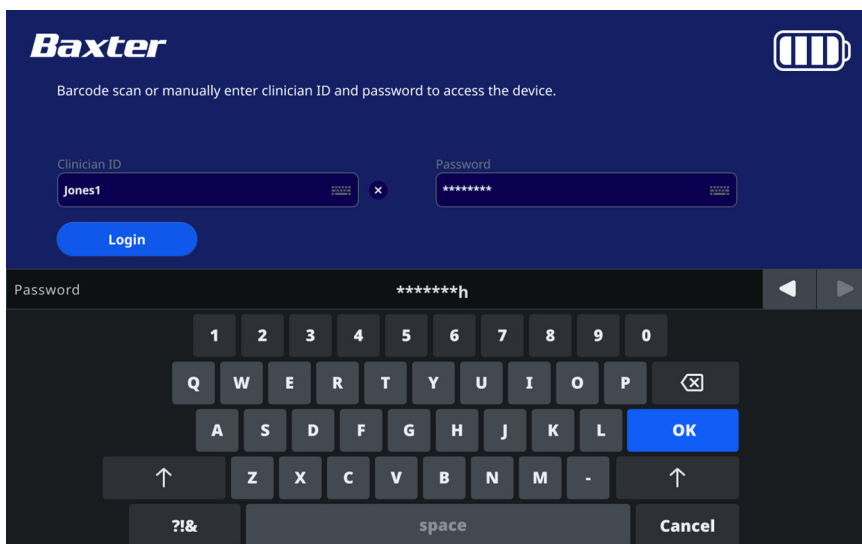 Baxter
Barcode scan or manually enter clinician ID and password to access the device.
Clinician ID
Password
Jones1
********
Login
Password
*******h
1 2 3 4 5 6 7 8 9 0
Q W E R T Y U I O P
A S D F G H J K L OK
Z X C V B N M -
?!& space Cancel